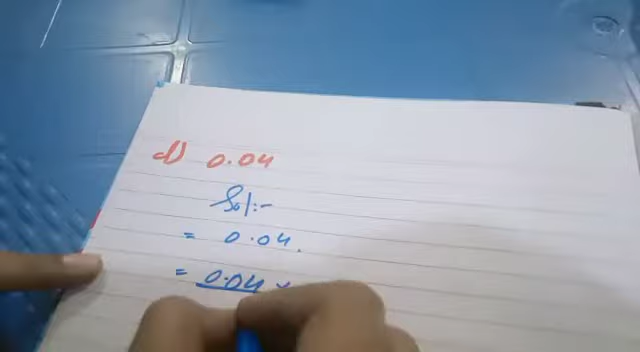 d) 0.04
Sol:-
= 0.04.
= 0.04 ×